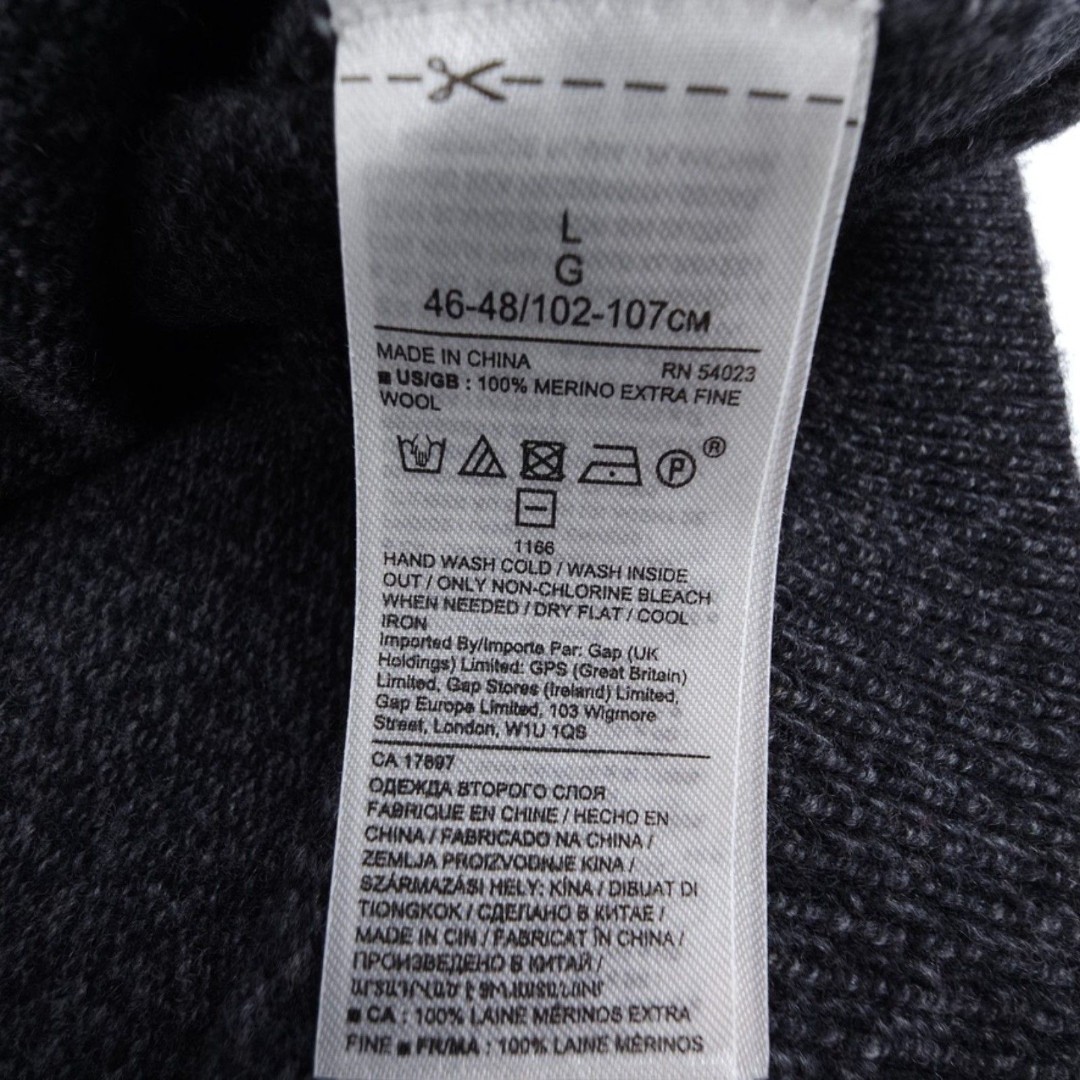 L
G
46-48/102-107см
MADE IN CHINA RN 54023
■ US/GB : 100% MERINO EXTRA FINE
WOOL
P ®
1166
HAND WASH COLD / WASH INSIDE
OUT / ONLY NON-CHLORINE BLEACH
WHEN NEEDED / DRY FLAT / COOL
IRON
Imported By/Importe Par: Gap (UK
Holdings) Limited: GPS (Great Britain)
Limited, Gap Stores (Ireland) Limited,
Gap Europe Limited, 103 Wigmore
Street, London, W1U 1QS
CA 17897
ОДЕЖДА ВТОРОГО СЛОЯ
FABRIQUE EN CHINE / HECHO EN
CHINA / FABRICADO NA CHINA /
ZEMLJA PROIZVODNJE KINA /
SZÁRMAZÁSI HELY: KÍNA / DIBUAT DI
TIONGKOK / СДЕЛАНО В КИТАЕ /
MADE IN CIN / FABRICAT ÎN CHINA /
ПРОИЗВЕДЕНО В КИТАЙ /
■ CA : 100% LAINE MÉRINOS EXTRA
FINE ■ FR/MA : 100% LAINE MÉRINOS